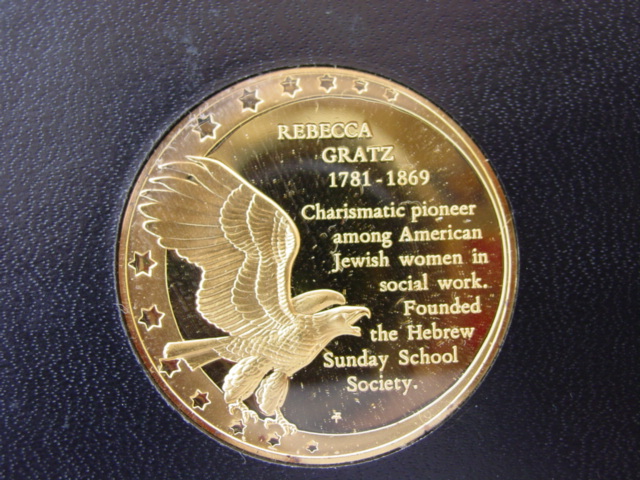 REBECCA
GRATZ
1781 - 1869
Charismatic pioneer
among American
Jewish women in
social work.
Founded
the Hebrew
Sunday School
Society.